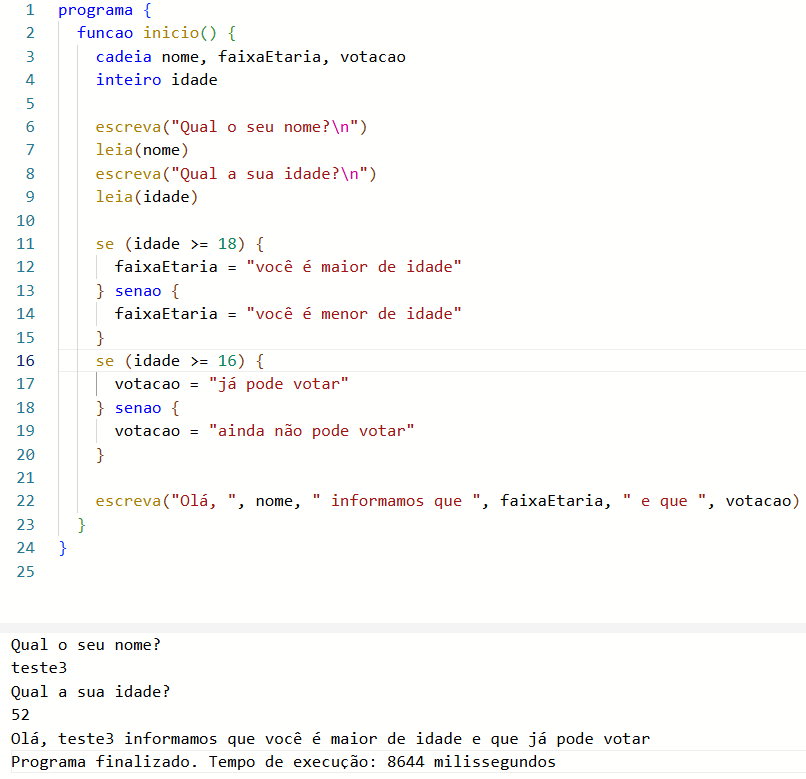 1 programa {
2 funcao inicio() {
3 cadeia nome, faixaEtaria, votacao
4 inteiro idade
5
6 escreva("Qual o seu nome?\n")
7 leia(nome)
8 escreva("Qual a sua idade?\n")
9 leia(idade)
10
11 se (idade >= 18) {
12 faixaEtaria = "você é maior de idade"
13 } senao {
14 faixaEtaria = "você é menor de idade"
15 }
16 se (idade >= 16) {
17 votacao = "já pode votar"
18 } senao {
19 votacao = "ainda não pode votar"
20 }
21
22 escreva("Olá, ", nome, " informamos que ", faixaEtaria, " e que ", votacao)
23 }
24 }
25
Qual o seu nome?
teste3
Qual a sua idade?
52
Olá, teste3 informamos que você é maior de idade e que já pode votar
Programa finalizado. Tempo de execução: 8644 milissegundos